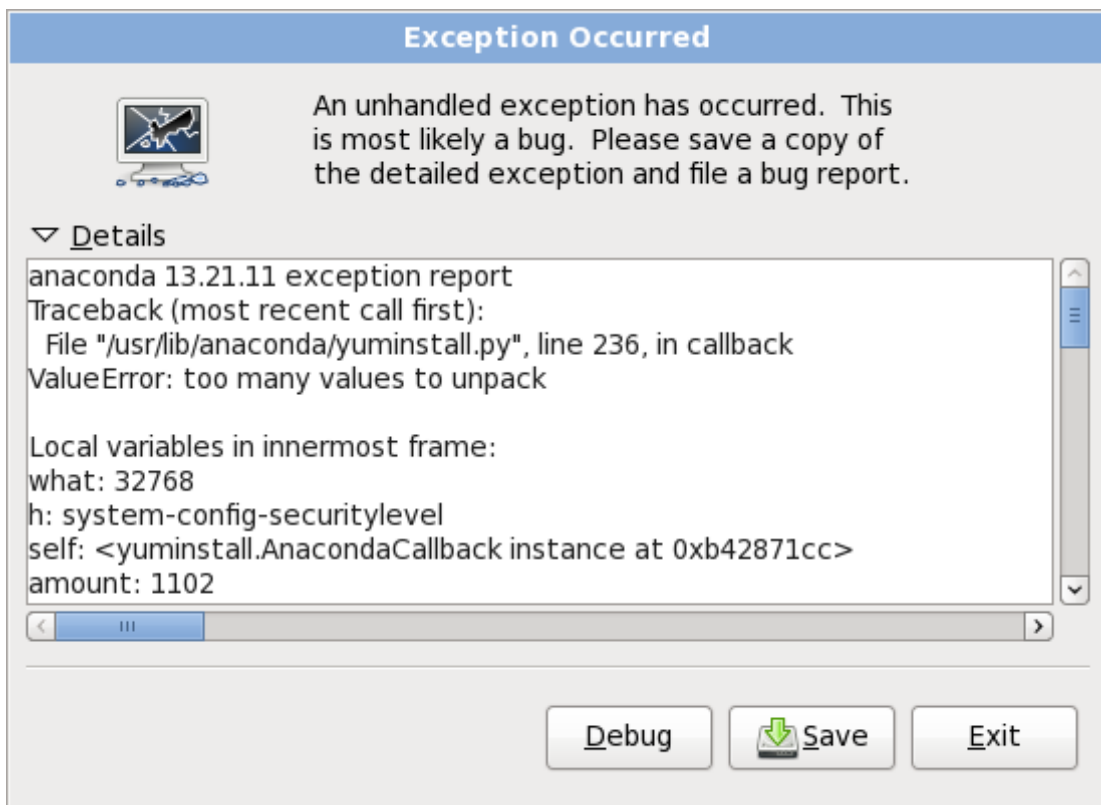 Exception Occurred
An unhandled exception has occurred.  This
is most likely a bug.  Please save a copy of
the detailed exception and file a bug report.
Details
anaconda 13.21.11 exception report
Traceback (most recent call first):
  File "/usr/lib/anaconda/yuminstall.py", line 236, in callback
ValueError: too many values to unpack
Local variables in innermost frame:
what: 32768
h: system-config-securitylevel
self: <yuminstall.AnacondaCallback instance at 0xb42871cc>
amount: 1102
Debug
Save
Exit